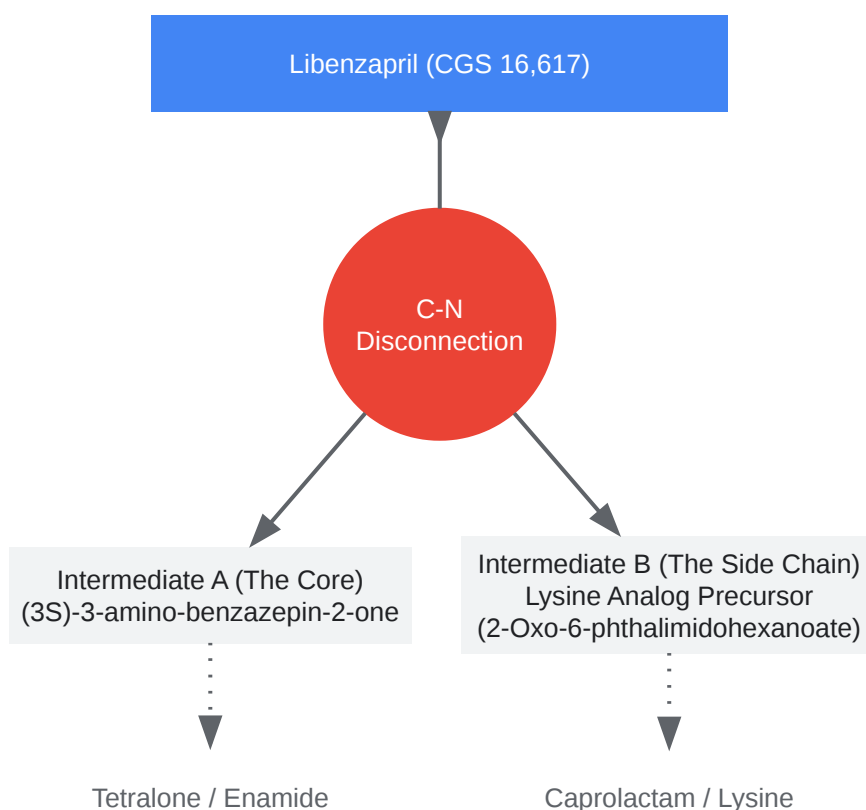 Libenzapril (CGS 16,617)
C-N
Disconnection
Intermediate A (The Core)
(3S)-3-amino-benzazepin-2-one
Intermediate B (The Side Chain)
Lysine Analog Precursor
(2-Oxo-6-phthalimidohexanoate)
Tetralone / Enamide
Caprolactam / Lysine